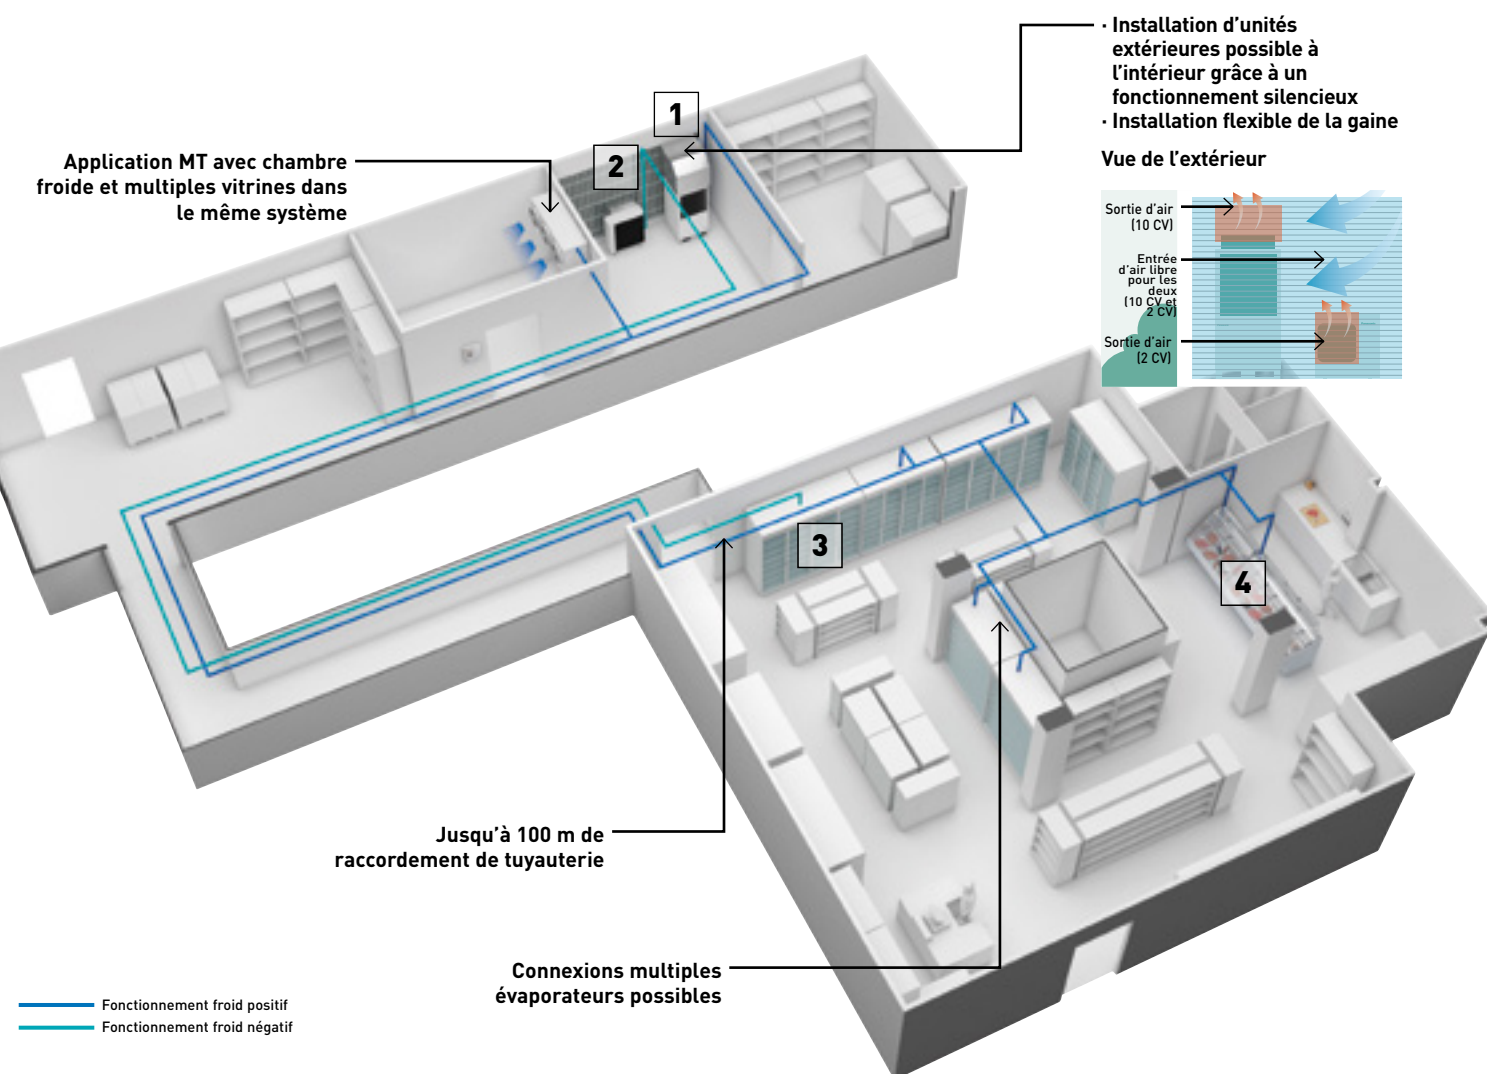 · Installation d’unités
extérieures possible à
l’intérieur grâce à un
fonctionnement silencieux
· Installation flexible de la gaine
Vue de l’extérieur
Sortie d’air
(10 CV)
Entrée
d’air libre
pour les
deux
(10 CV et
2 CV)
Sortie d’air
(2 CV)
1
2
Application MT avec chambre
froide et multiples vitrines dans
le même système
3
4
Jusqu’à 100 m de
raccordement de tuyauterie
Connexions multiples
évaporateurs possibles
Fonctionnement froid positif
Fonctionnement froid négatif